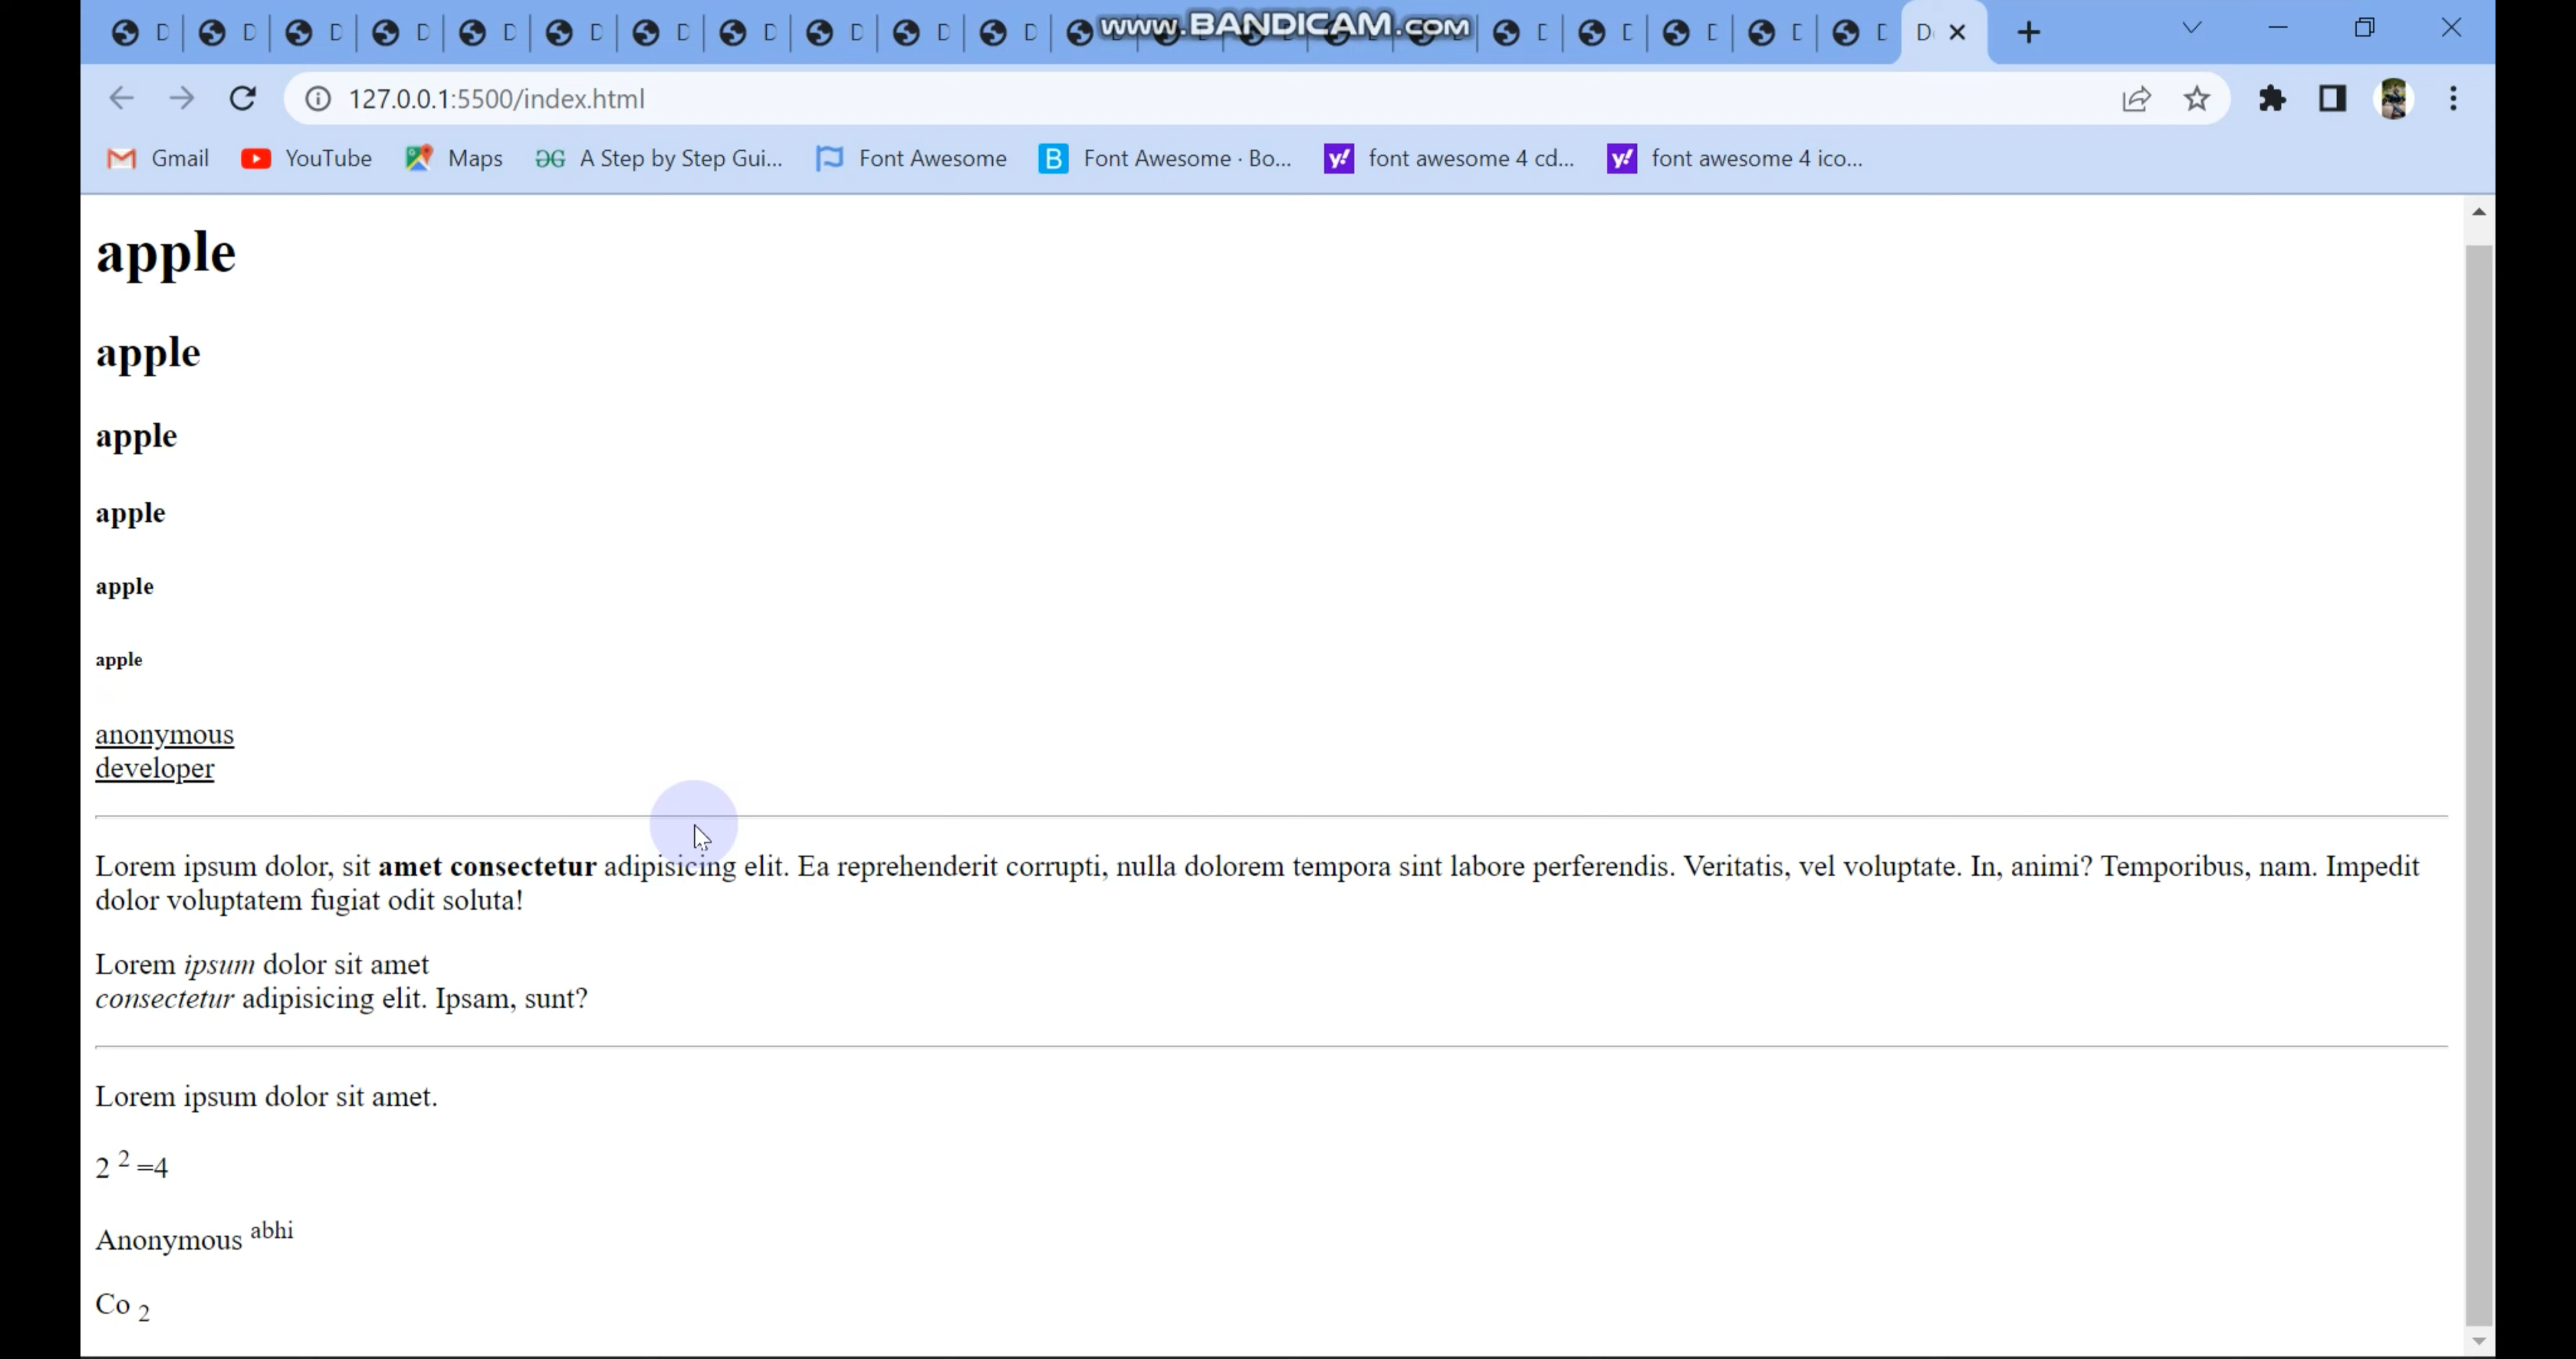 www.BANDICAM.com
D
127.0.0.1:5500/index.html
Gmail YouTube Maps A Step by Step Gui... Font Awesome Font Awesome · Bo... font awesome 4 cd... font awesome 4 ico...
apple
apple
apple
apple
apple
apple
anonymous
developer
Lorem ipsum dolor, sit amet consectetur adipisicing elit. Ea reprehenderit corrupti, nulla dolorem tempora sint labore perferendis. Veritatis, vel voluptate. In, animi? Temporibus, nam. Impedit
dolor voluptatem fugiat odit soluta!
Lorem ipsum dolor sit amet
consectetur adipisicing elit. Ipsam, sunt?
Lorem ipsum dolor sit amet.
2 2 =4
Anonymous abhi
Co 2